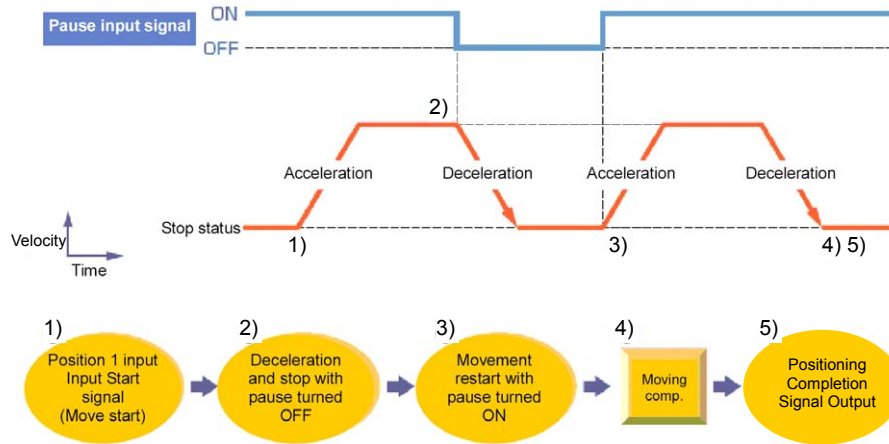 ON
Pause input signal
OFF
2)
Acceleration
Deceleration
Acceleration
Deceleration
Stop status
Velocity
1)
3)
4) 5)
Time
1)
2)
3)
4)
5)
Position 1 input
Input Start
signal
(Move start)
Deceleration
and stop with
pause turned
OFF
Movement
restart with
pause turned
ON
Moving
comp.
Positioning
Completion
Signal Output